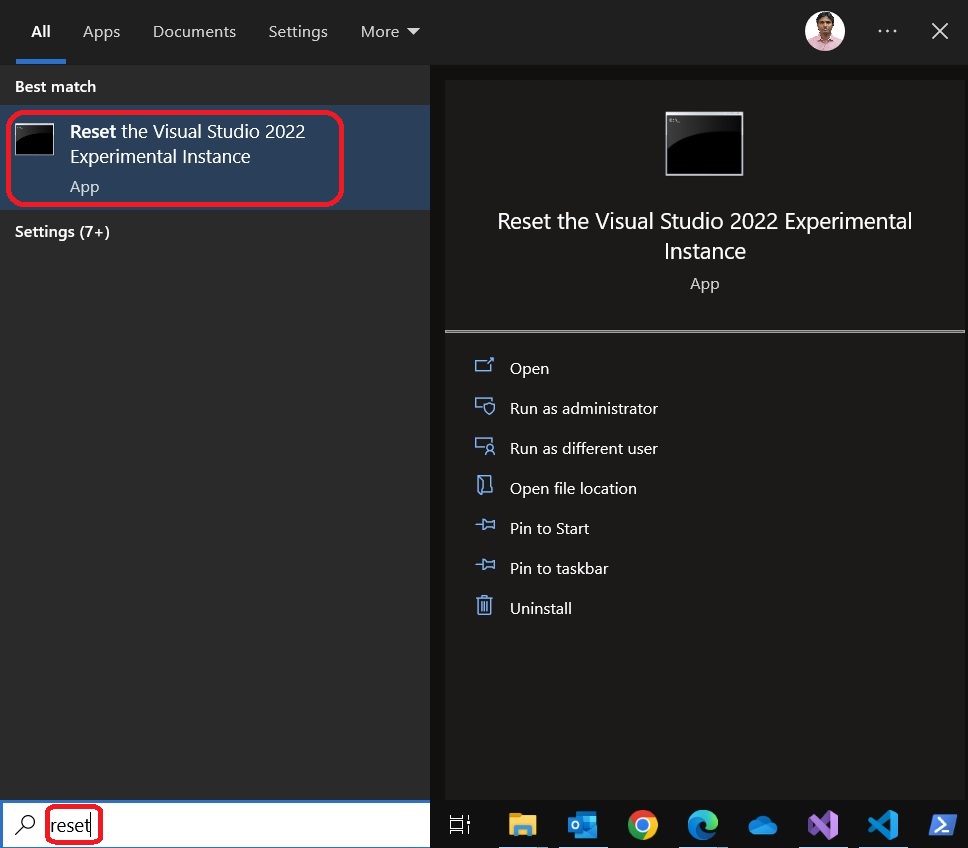 All Apps Documents Settings More
Best match
Reset the Visual Studio 2022
Experimental Instance
App
Settings (7+)
Reset the Visual Studio 2022 Experimental
Instance
App
Open
Run as administrator
Run as different user
Open file location
Pin to Start
Pin to taskbar
Uninstall
reset